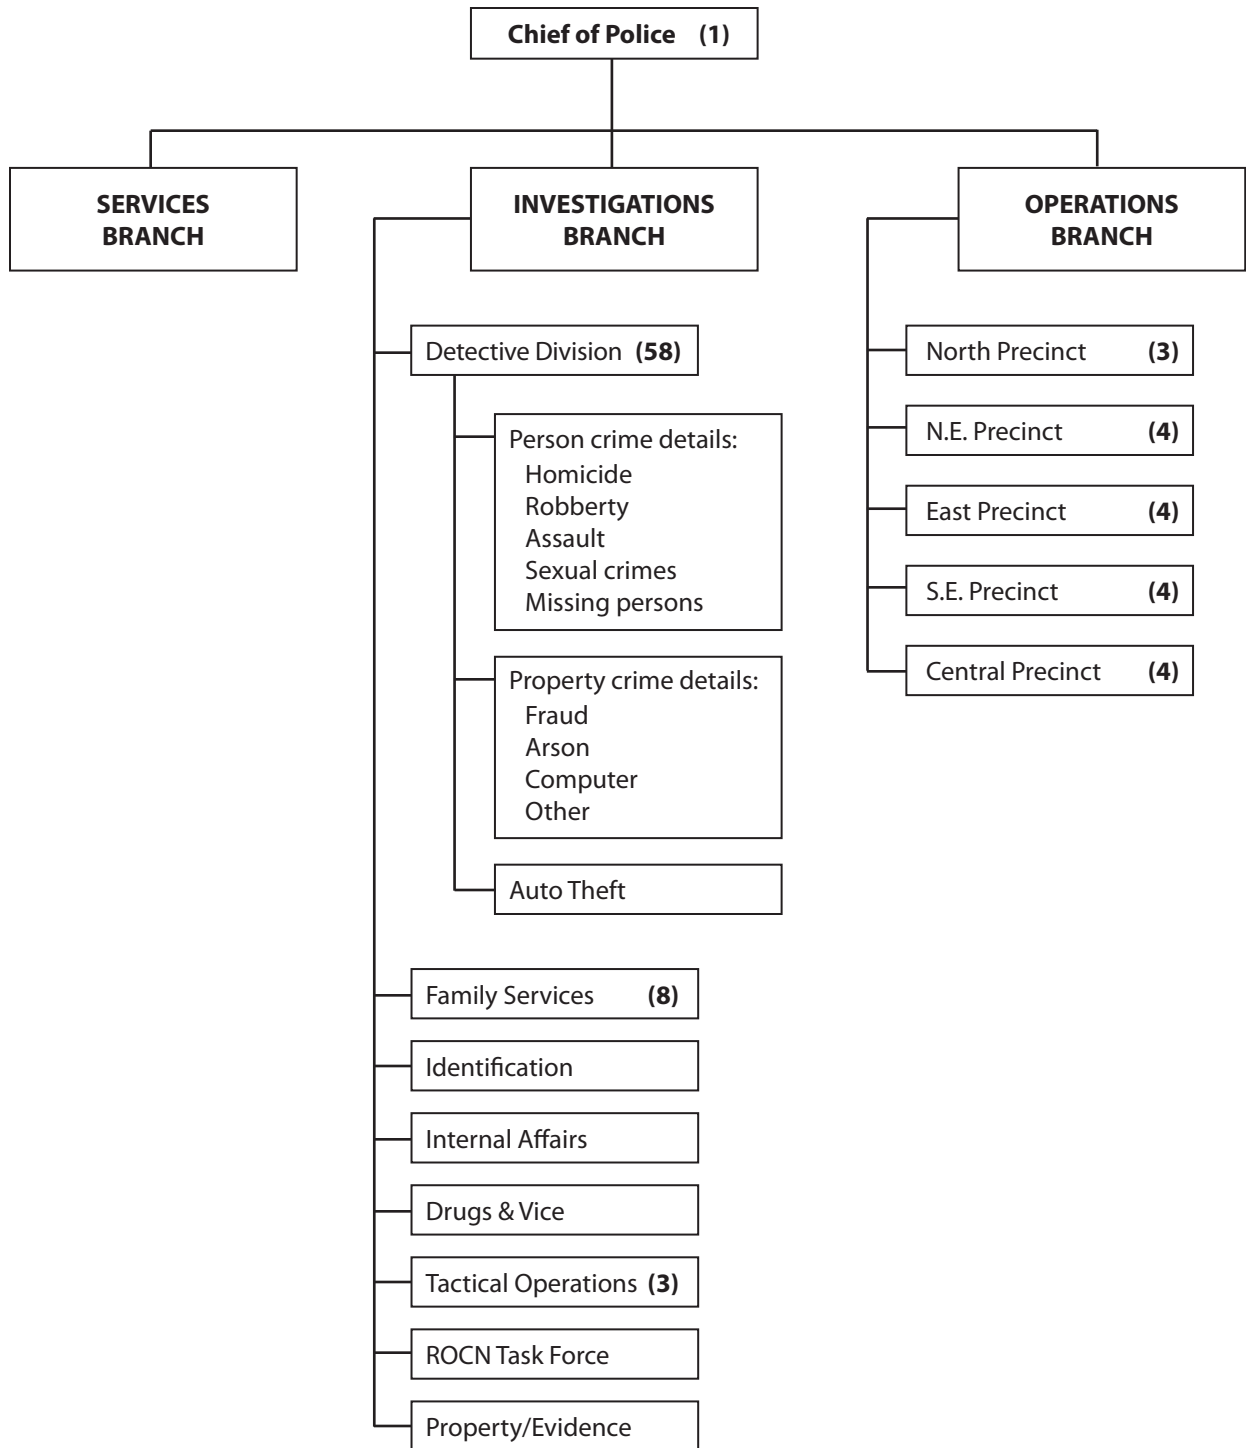 Chief of Police (1)
SERVICES
BRANCH
INVESTIGATIONS
BRANCH
OPERATIONS
BRANCH
Detective Division (58)
Person crime details:
Homicide
Robberty
Assault
Sexual crimes
Missing persons
Property crime details:
Fraud
Arson
Computer
Other
Auto Theft
Family Services (8)
Identification
Internal Affairs
Drugs & Vice
Tactical Operations (3)
ROCN Task Force
Property/Evidence
North Precinct (3)
N.E. Precinct (4)
East Precinct (4)
S.E. Precinct (4)
Central Precinct (4)